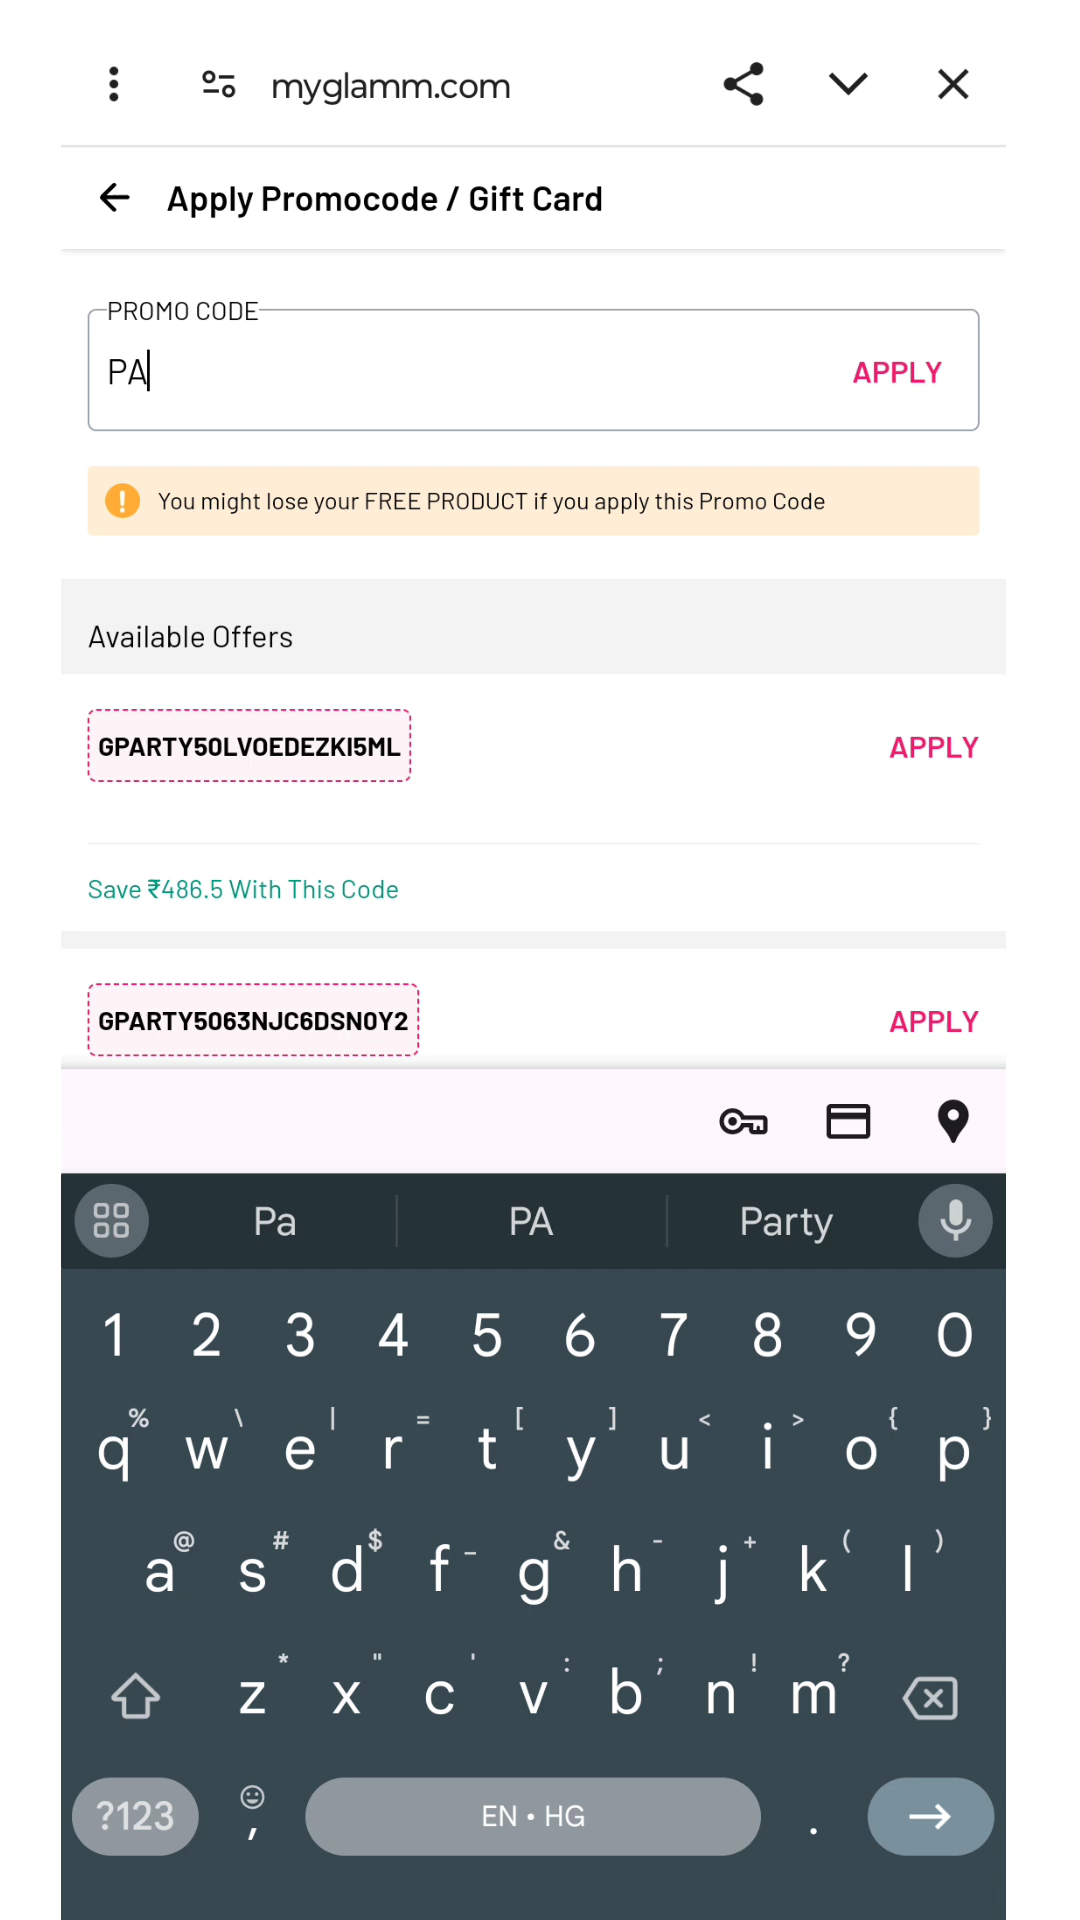 myglamm.com
Apply Promocode / Gift Card
PROMO CODE
PA
APPLY
You might lose your FREE PRODUCT if you apply this Promo Code
Available Offers
GPARTY50LVOEDEZKI5ML
APPLY
Save ₹486.5 With This Code
GPARTY5063NJC6DSN0Y2
APPLY
Pa PA Party
1 2 3 4 5 6 7 8 9 0
% \ | = [ ] < > { }
q w e r t y u i o p
@ # $ _ & - + ( )
a s d f g h j k l
* " ' : ; ! ?
z x c v b n m
?123 , EN • HG .